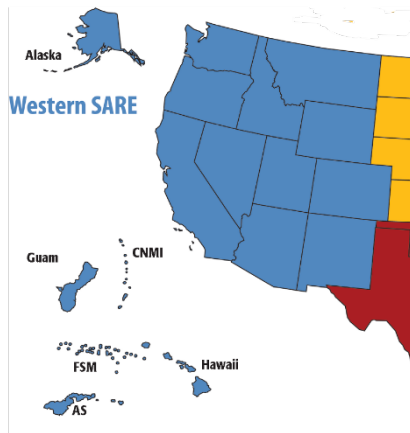 Alaska
Western SARE
Guam
CNMI
FSM
Hawaii
AS